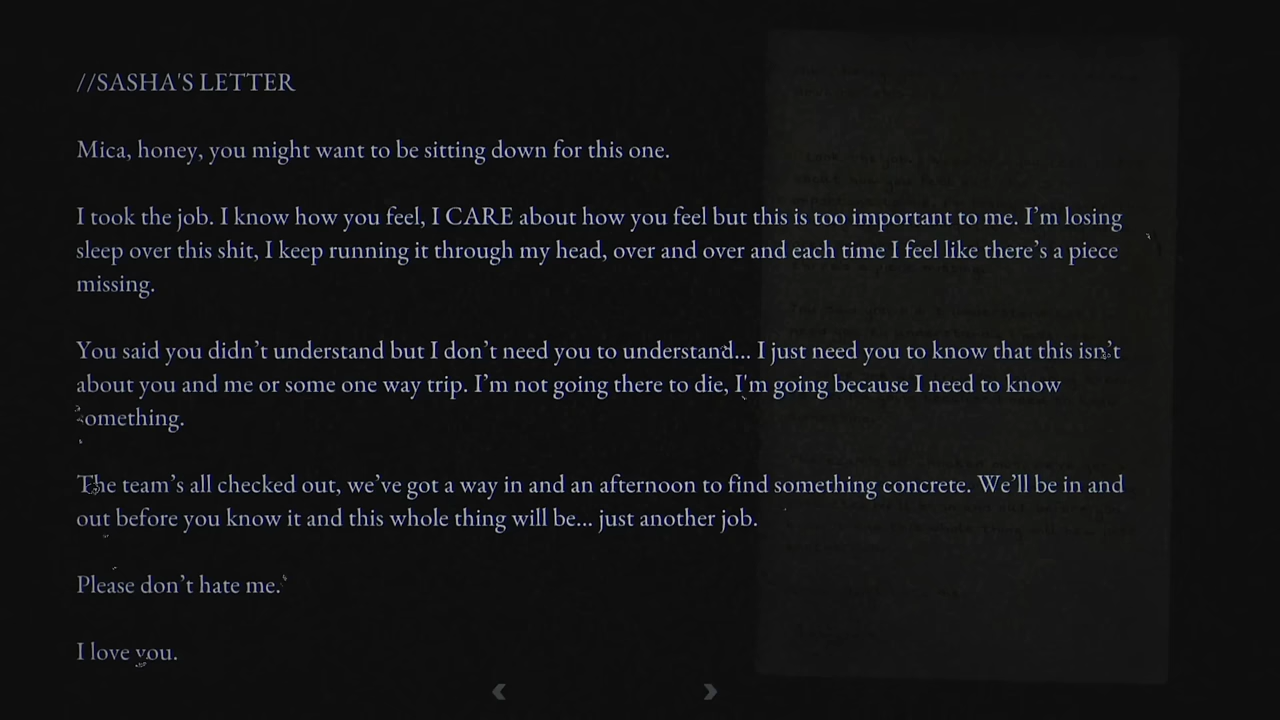 //SASHA'S LETTER
Mica, honey, you might want to be sitting down for this one.
I took the job. I know how you feel, I CARE about how you feel but this is too important to me. I’m losing
sleep over this shit, I keep running it through my head, over and over and each time I feel like there’s a piece
missing.
You said you didn’t understand but I don’t need you to understand... I just need you to know that this isn’t
about you and me or some one way trip. I’m not going there to die, I'm going because I need to know
something.
The team’s all checked out, we’ve got a way in and an afternoon to find something concrete. We’ll be in and
out before you know it and this whole thing will be... just another job.
Please don’t hate me.
I love you.
‹ ›